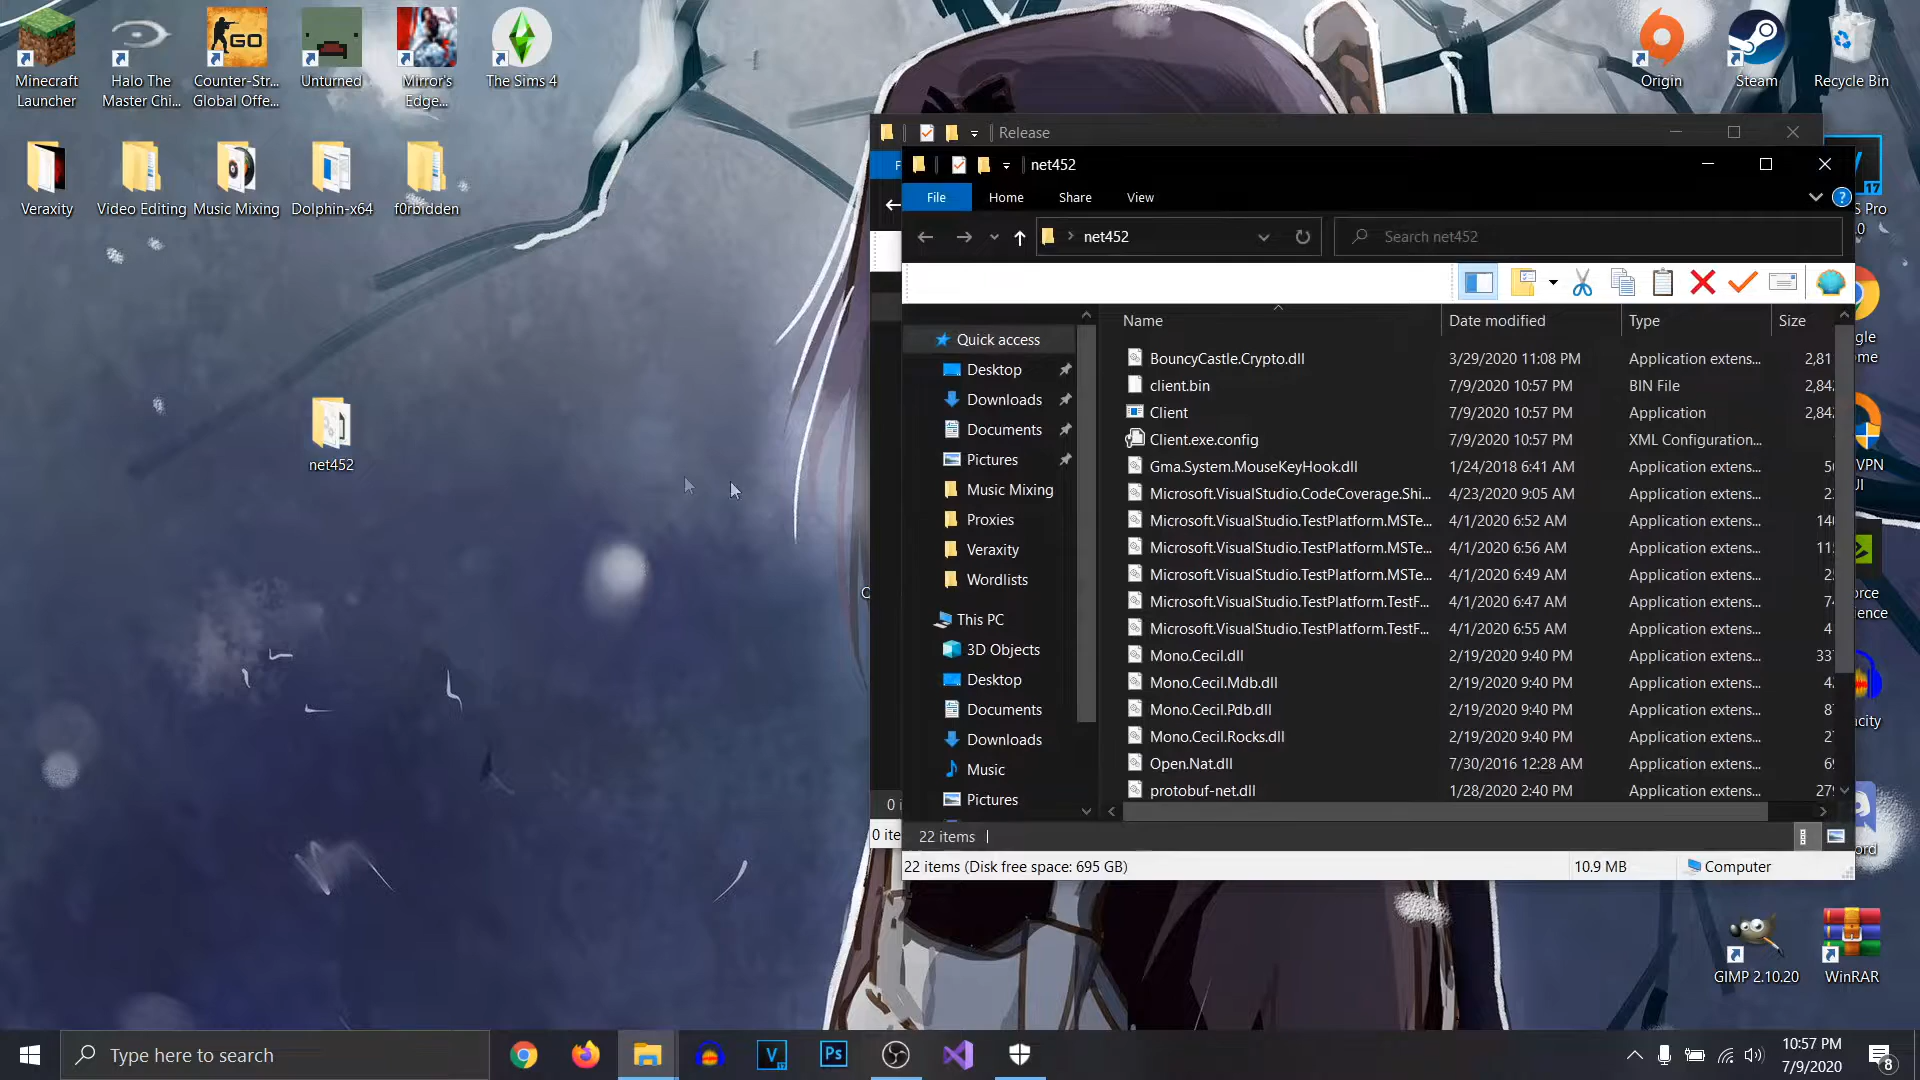 Minecraft
Launcher
Halo The
Master Chi...
Counter-Str...
Global Offe...
Unturned
Mirror's
Edge...
The Sims 4
Origin
Steam
Recycle Bin
Veraxity
Video Editing
Music Mixing
Dolphin-x64
f0rbidden
net452
Release
net452
File
Home
Share
View
net452
Search net452
Name
Date modified
Type
Size
Quick access
Desktop
Downloads
Documents
Pictures
Music Mixing
Proxies
Veraxity
Wordlists
This PC
3D Objects
Desktop
Documents
Downloads
Music
Pictures
BouncyCastle.Crypto.dll 3/29/2020 11:08 PM Application extens... 2,81
client.bin 7/9/2020 10:57 PM BIN File 2,842
Client 7/9/2020 10:57 PM Application 2,842
Client.exe.config 7/9/2020 10:57 PM XML Configuration...
Gma.System.MouseKeyHook.dll 1/24/2018 6:41 AM Application extens...
Microsoft.VisualStudio.CodeCoverage.Shi... 4/23/2020 9:05 AM Application extens...
Microsoft.VisualStudio.TestPlatform.MSTe... 4/1/2020 6:52 AM Application extens...
Microsoft.VisualStudio.TestPlatform.MSTe... 4/1/2020 6:56 AM Application extens...
Microsoft.VisualStudio.TestPlatform.MSTe... 4/1/2020 6:49 AM Application extens...
Microsoft.VisualStudio.TestPlatform.TestF... 4/1/2020 6:47 AM Application extens...
Microsoft.VisualStudio.TestPlatform.TestF... 4/1/2020 6:55 AM Application extens...
Mono.Cecil.dll 2/19/2020 9:40 PM Application extens... 337
Mono.Cecil.Mdb.dll 2/19/2020 9:40 PM Application extens...
Mono.Cecil.Pdb.dll 2/19/2020 9:40 PM Application extens...
Mono.Cecil.Rocks.dll 2/19/2020 9:40 PM Application extens...
Open.Nat.dll 7/30/2016 12:28 AM Application extens...
protobuf-net.dll 1/28/2020 2:40 PM Application extens... 279
22 items
22 items (Disk free space: 695 GB)
10.9 MB
Computer
0 ite
S Pro
VPN
GIMP 2.10.20
WinRAR
Type here to search
10:57 PM
7/9/2020
8